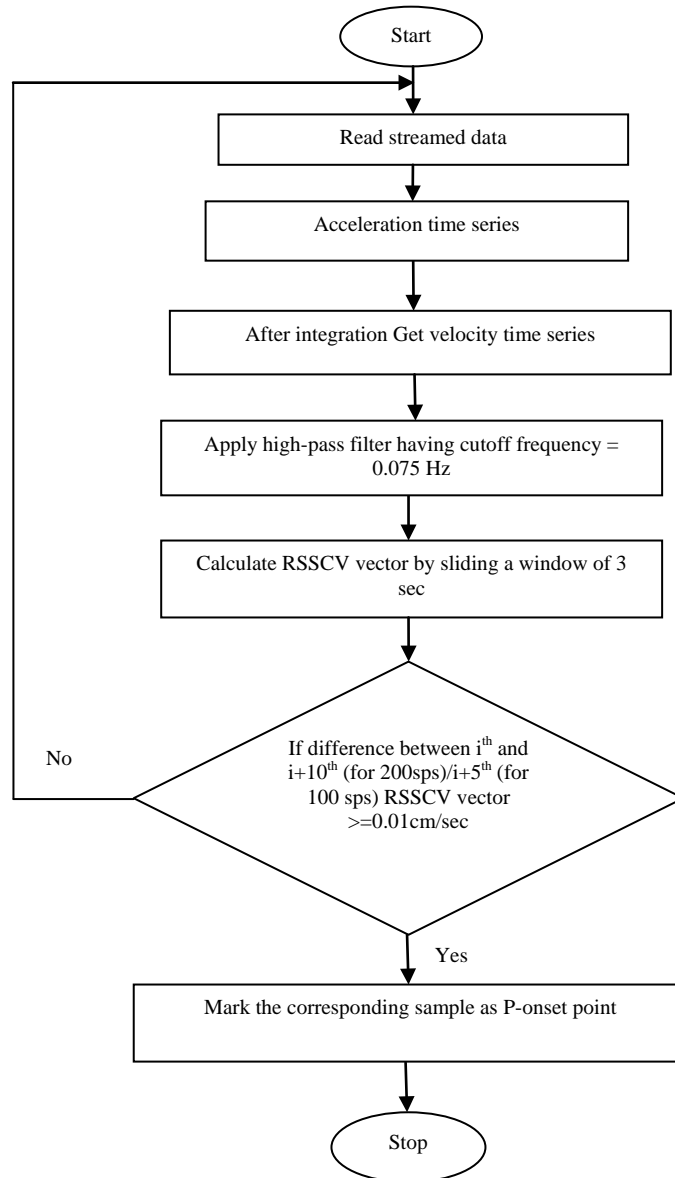 Start
Read streamed data
Acceleration time series
After integration Get velocity time series
Apply high-pass filter having cutoff frequency =
0.075 Hz
Calculate RSSCV vector by sliding a window of 3
sec
If difference between iᵗʰ and
i+10ᵗʰ (for 200sps)/i+5ᵗʰ (for
100 sps) RSSCV vector
>=0.01cm/sec
No
Yes
Mark the corresponding sample as P-onset point
Stop